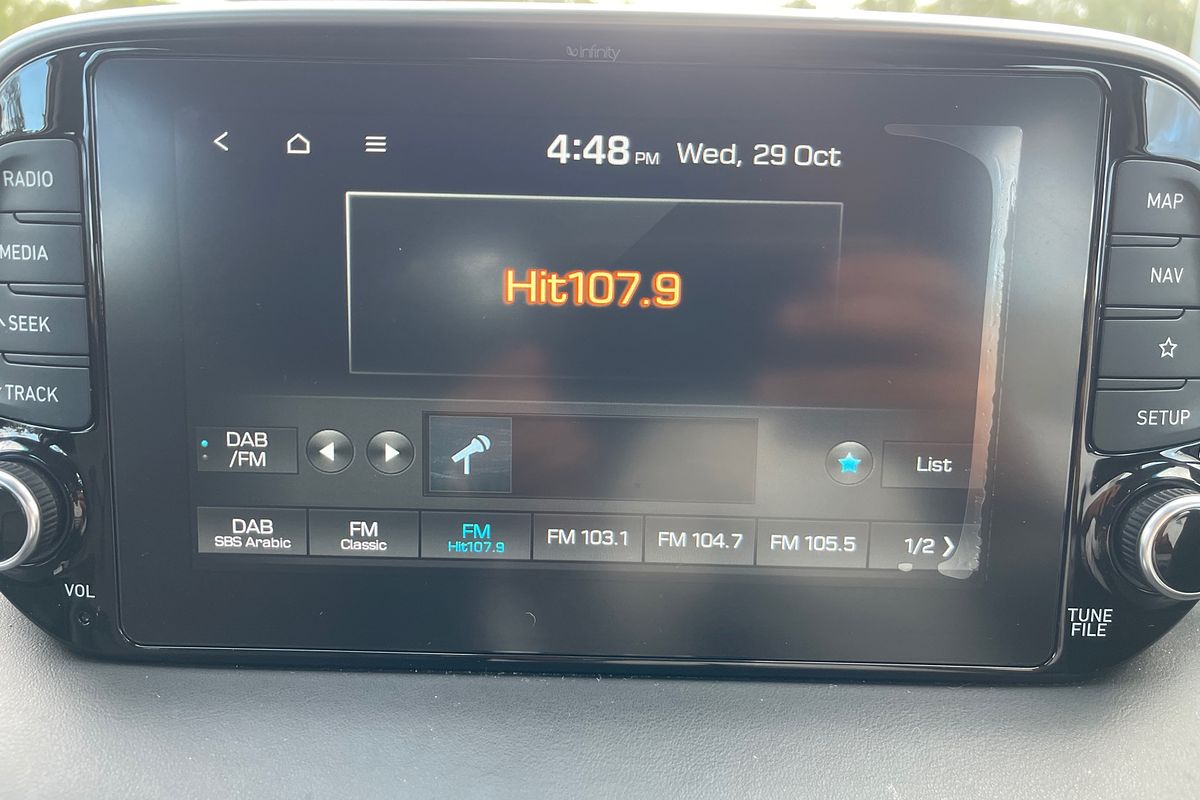 infinity
4:48 PM Wed, 29 Oct
Hit107.9
RADIO
MEDIA
SEEK
TRACK
VOL
MAP
NAV
SETUP
TUNE
FILE
DAB
/FM
List
DAB
SBS Arabic
FM
Classic
FM
Hit107.9
FM 103.1
FM 104.7
FM 105.5
1/2